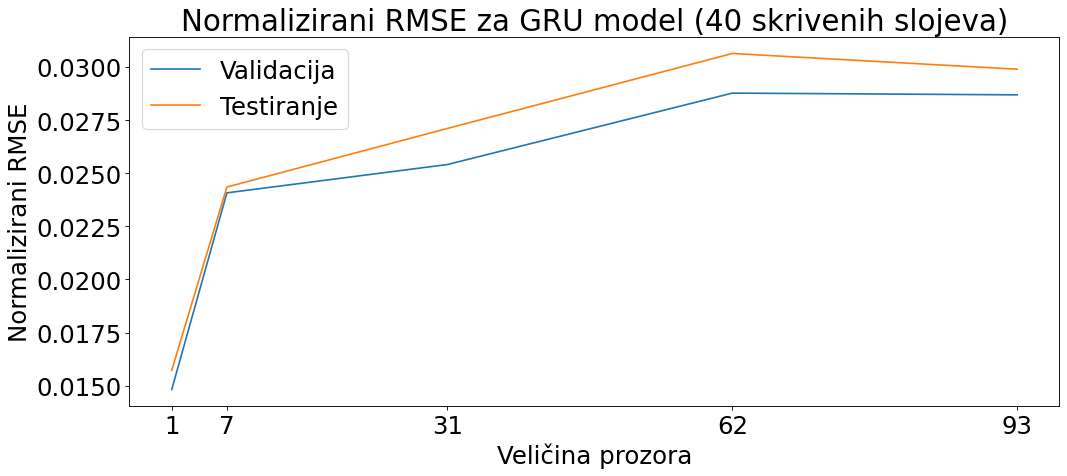 Normalizirani RMSE za GRU model (40 skrivenih slojeva)
Validacija
Testiranje
Normalizirani RMSE
0.0300
0.0275
0.0250
0.0225
0.0200
0.0175
0.0150
1 7 31 62 93
Veličina prozora